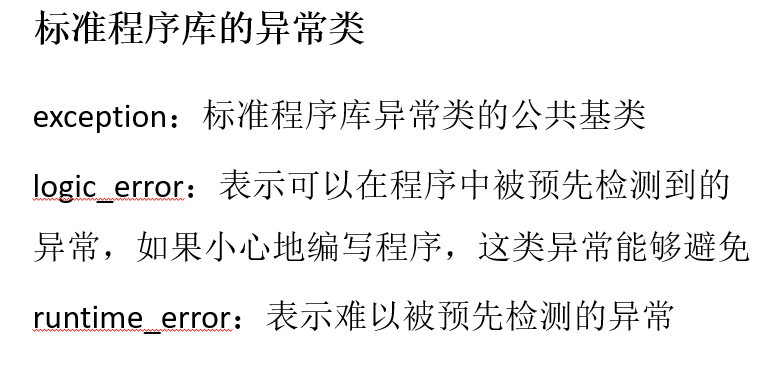 标准程序库的异常类
exception：标准程序库异常类的公共基类
logic_error：表示可以在程序中被预先检测到的
异常，如果小心地编写程序，这类异常能够避免
runtime_error：表示难以被预先检测的异常